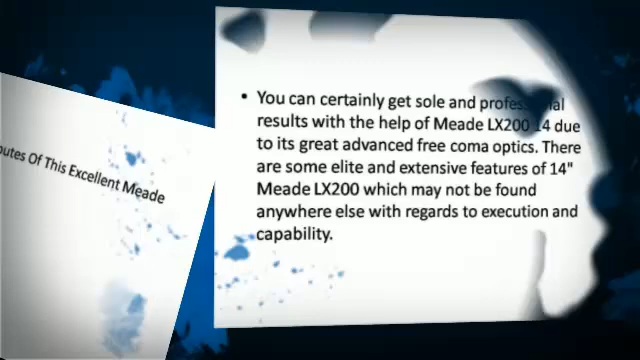 outes Of This Excellent Meade
• You can certainly get sole and professional
results with the help of Meade LX200 14 due
to its great advanced free coma optics. There
are some elite and extensive features of 14"
Meade LX200 which may not be found
anywhere else with regards to execution and
capability.